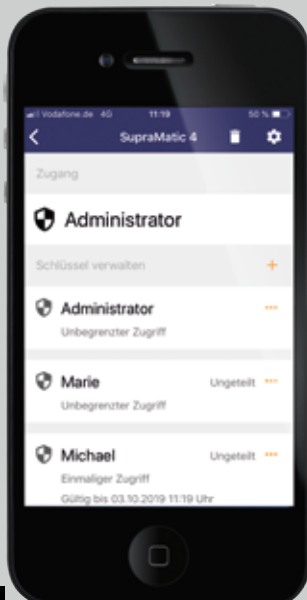 Vodafone.de 4G 11:19 50 %
SupraMatic 4
Zugang
Administrator
Schlüssel verwalten +
Administrator
Unbegrenzter Zugriff
Marie Ungeteilt
Unbegrenzter Zugriff
Michael Ungeteilt
Einmaliger Zugriff
Gültig bis 03.10.2019 11:19 Uhr